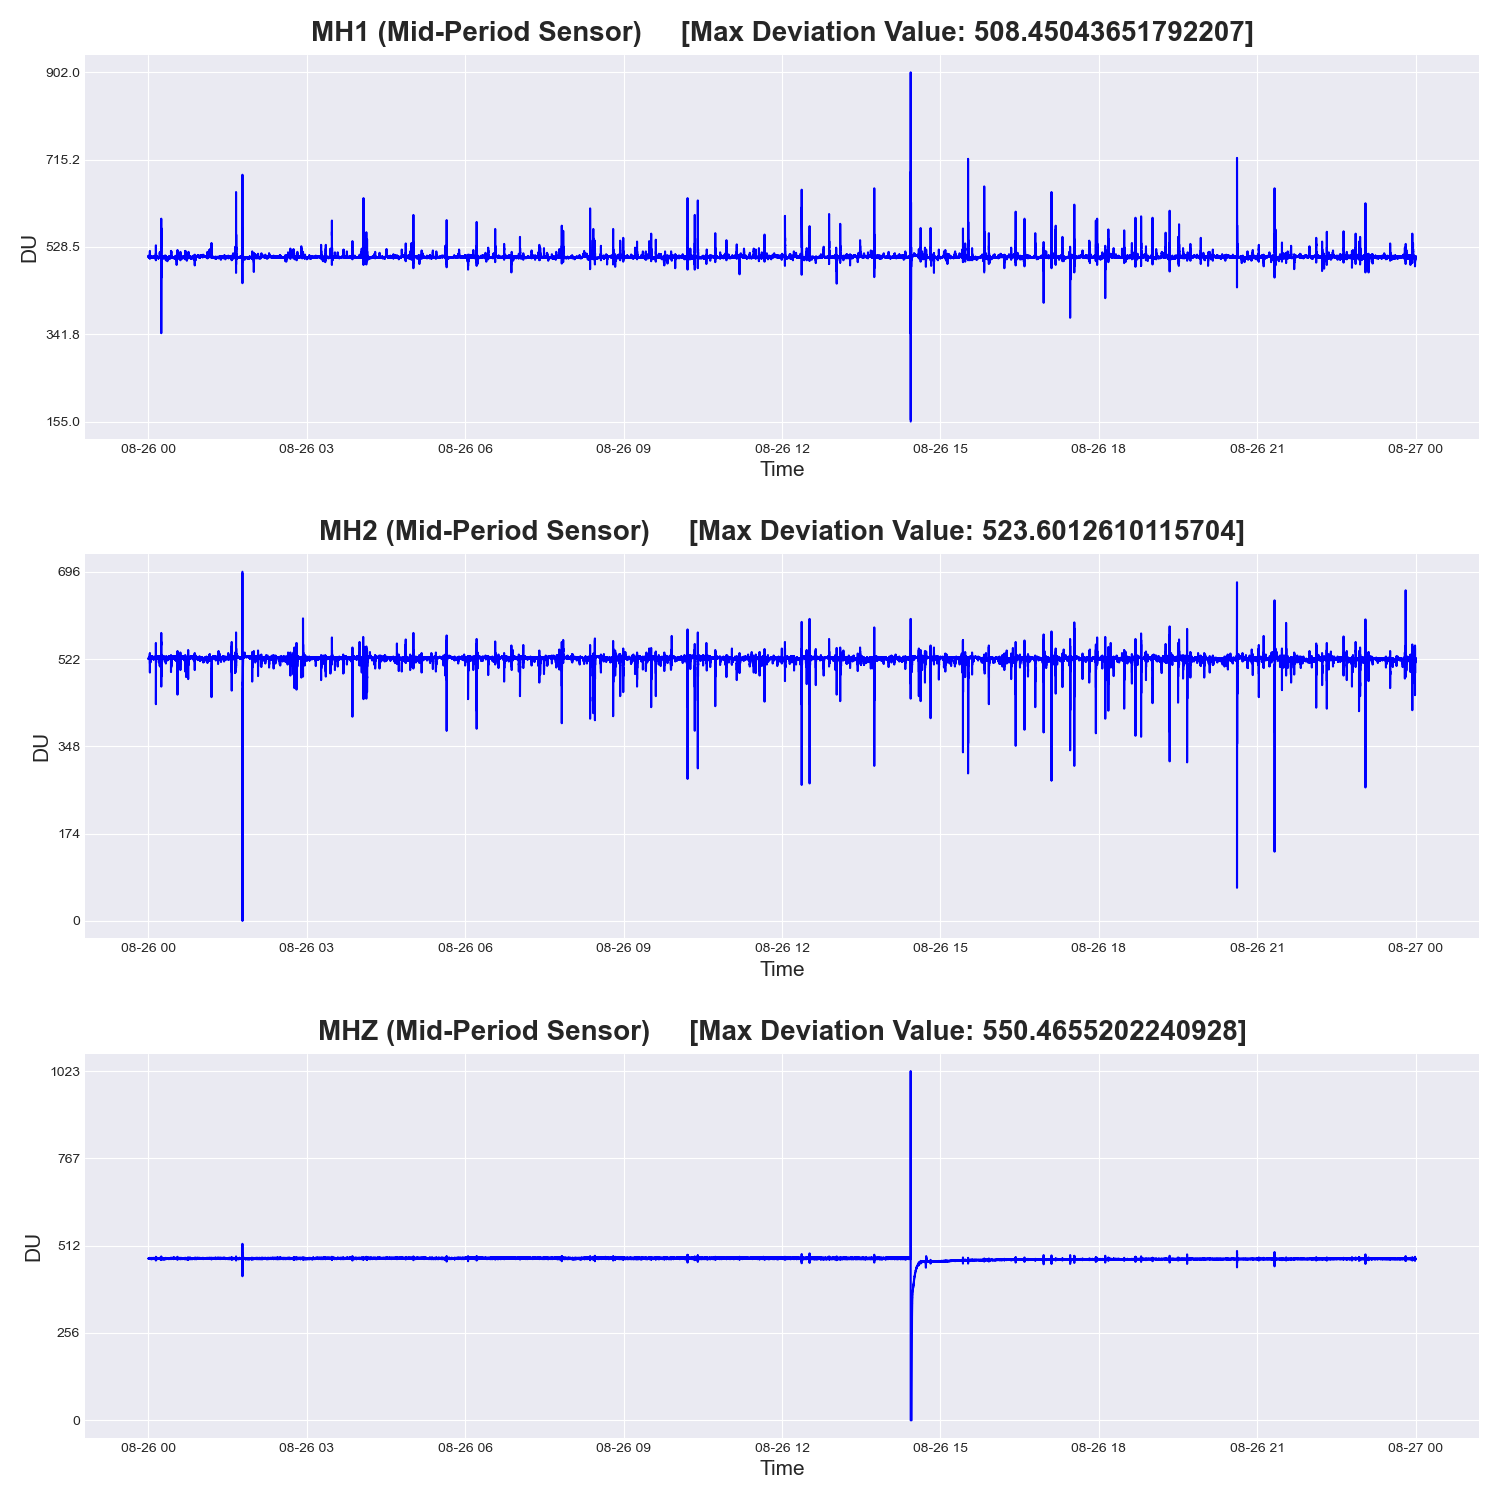 MH1 (Mid-Period Sensor) [Max Deviation Value: 508.45043651792207]
902.0
715.2
528.5
341.8
155.0
DU
08-26 00 08-26 03 08-26 06 08-26 09 08-26 12 08-26 15 08-26 18 08-26 21 08-27 00
Time
MH2 (Mid-Period Sensor) [Max Deviation Value: 523.6012610115704]
696
522
348
174
0
DU
08-26 00 08-26 03 08-26 06 08-26 09 08-26 12 08-26 15 08-26 18 08-26 21 08-27 00
Time
MHZ (Mid-Period Sensor) [Max Deviation Value: 550.4655202240928]
1023
767
512
256
0
DU
08-26 00 08-26 03 08-26 06 08-26 09 08-26 12 08-26 15 08-26 18 08-26 21 08-27 00
Time